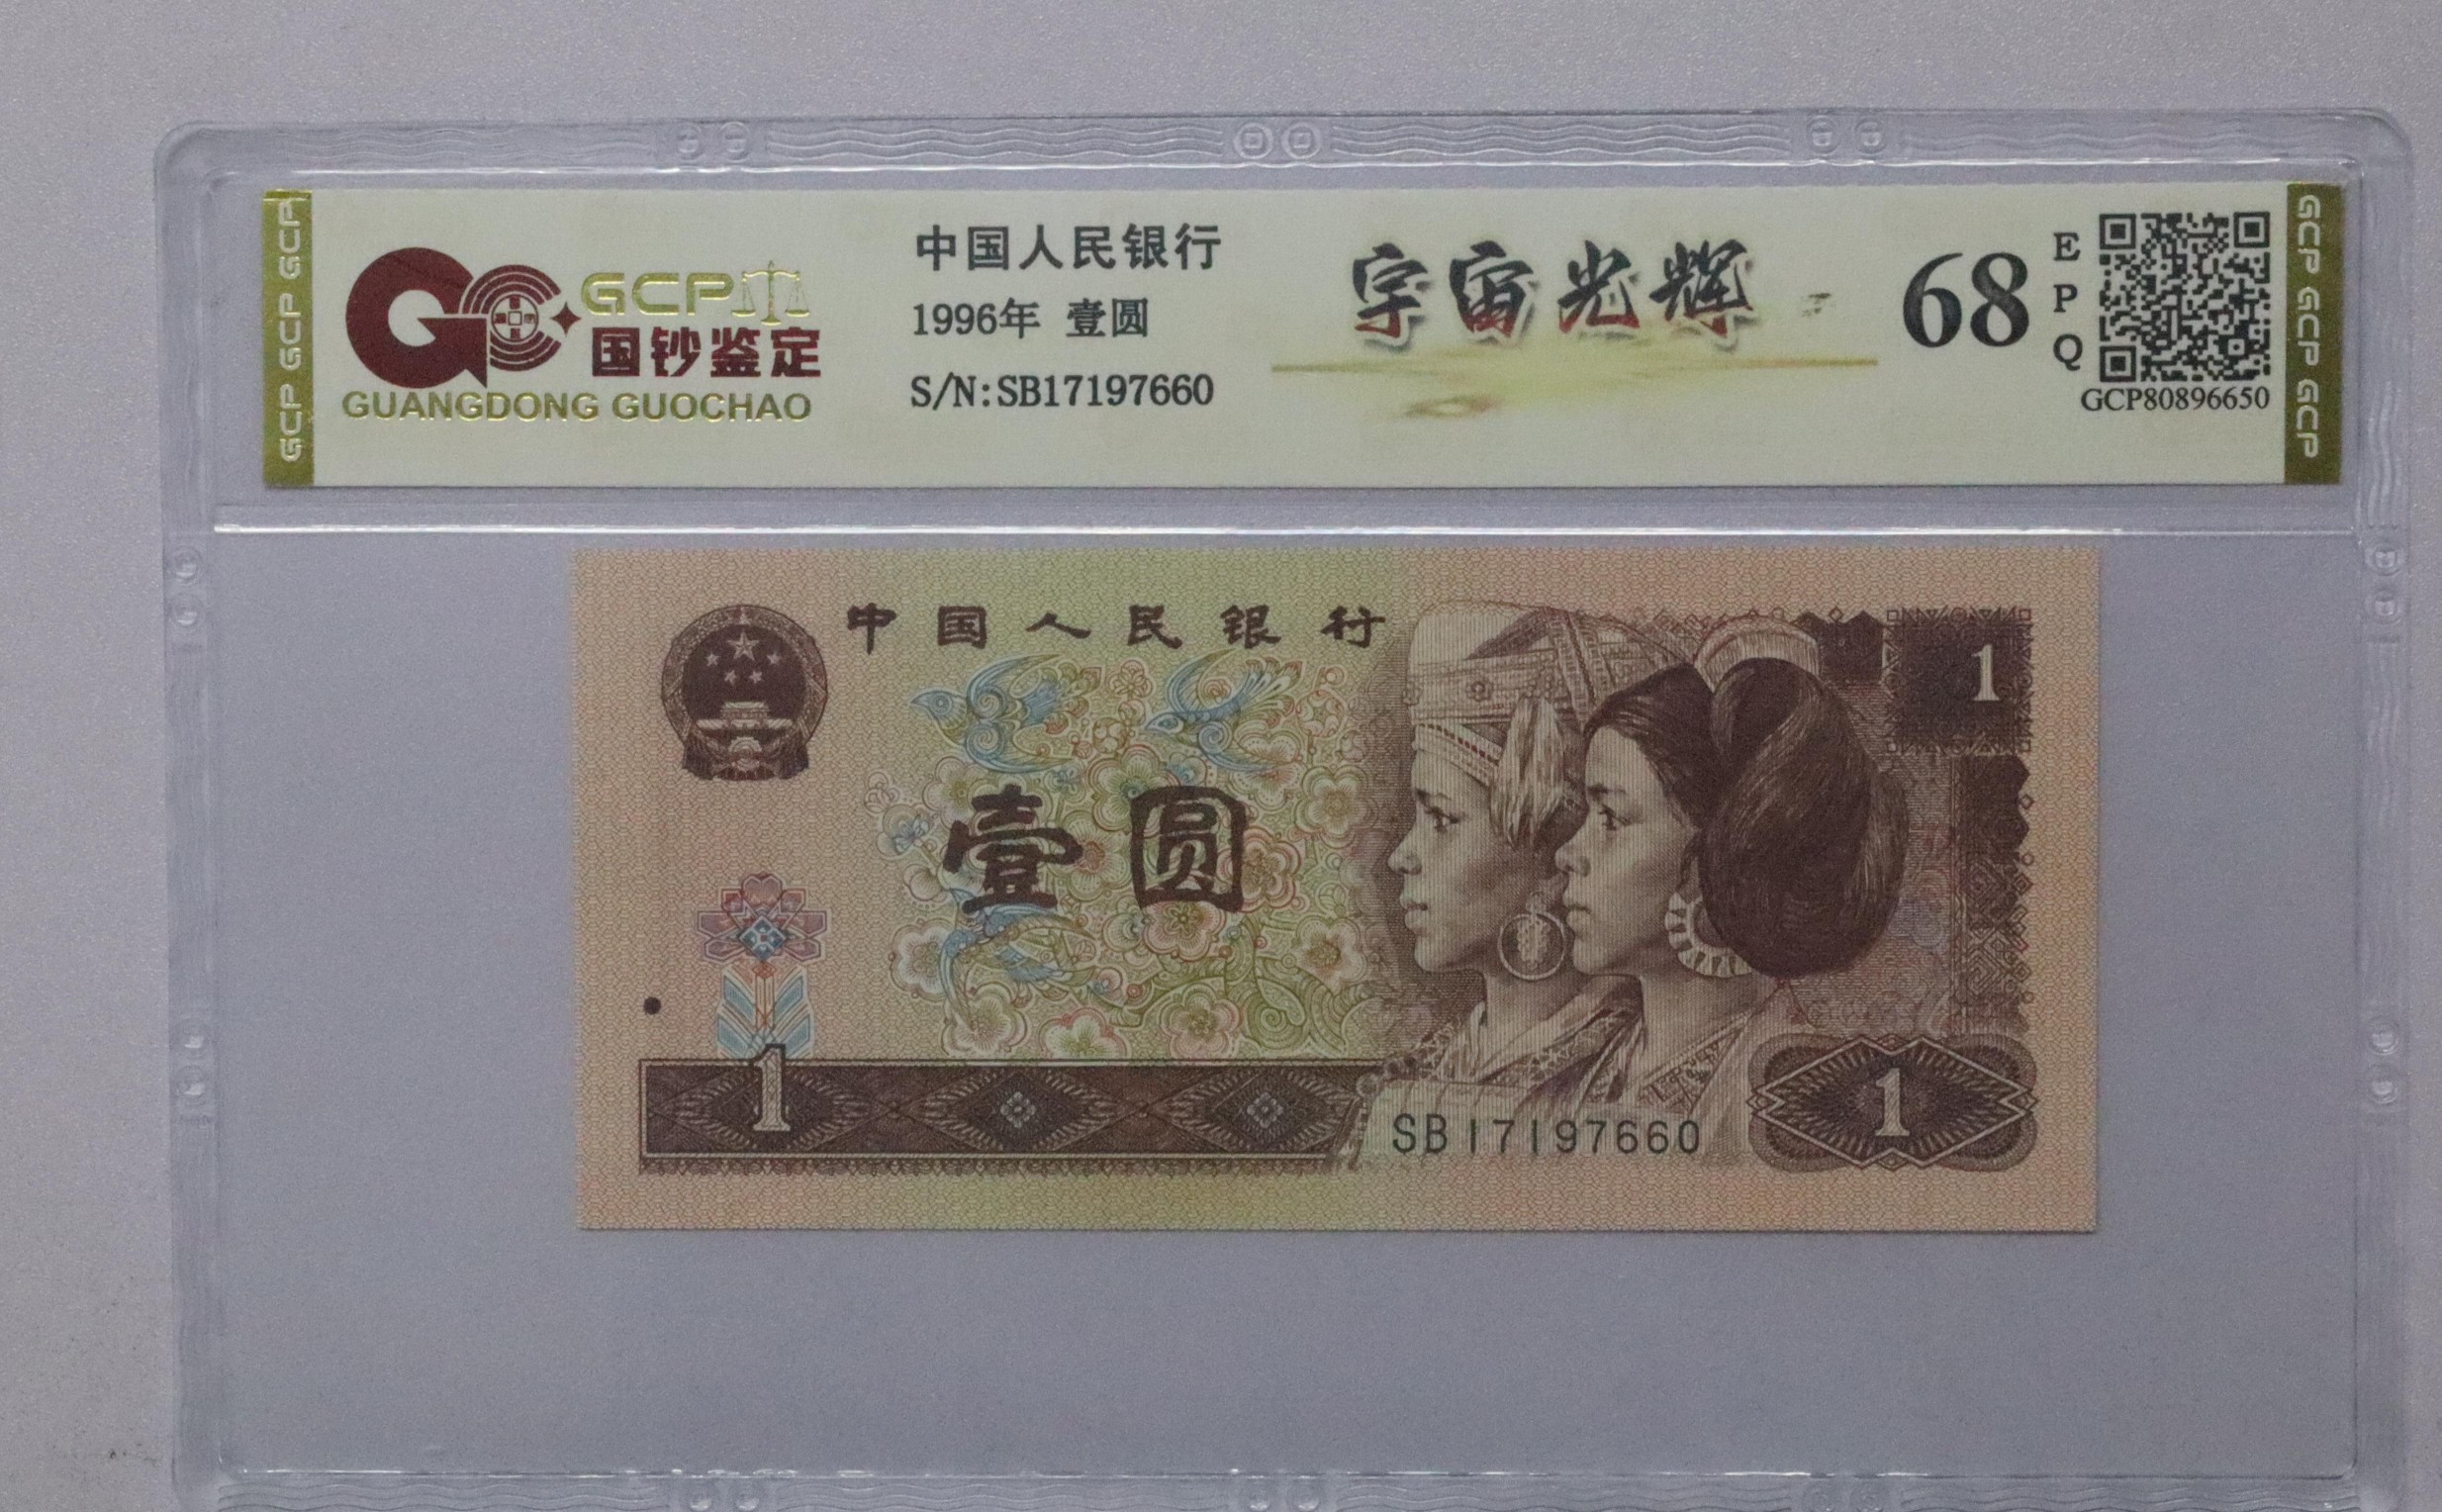 GCP GCP GCP
GCP
国钞鉴定
GUANGDONG GUOCHAO
中国人民银行
1996年 壹圆
S/N:SB17197660
宇宙光辉
68
E
P
Q
GCP80896650
GCP GCP GCP
中国人民银行
1
壹圆
1
1
SB17197660